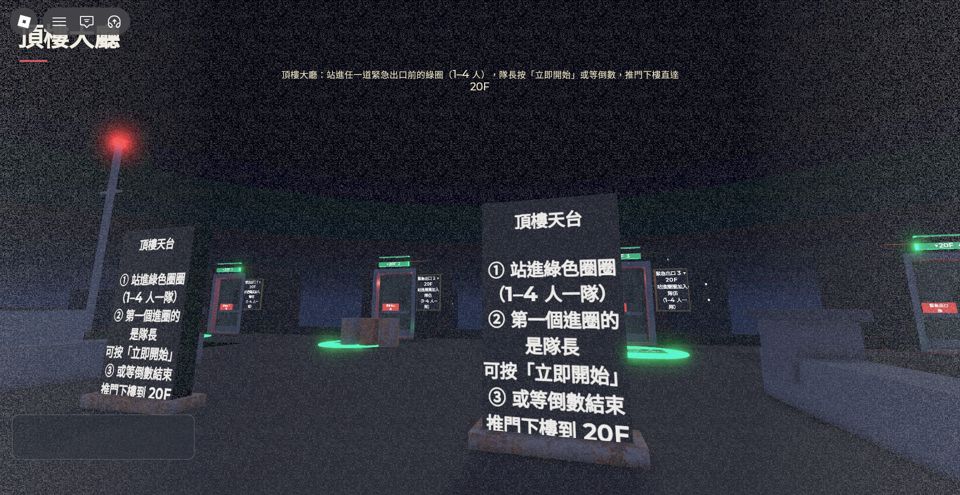 頂樓大廳
頂樓大廳：站進任一道緊急出口前的綠圈（1–4 人），隊長按「立即開始」或等倒數，推門下樓直達
20F
頂樓天台
① 站進綠色圈圈
（1–4 人一隊）
② 第一個進圈的
是隊長
可按「立即開始」
③ 或等倒數結束
推門下樓到 20F
頂樓天台
① 站進綠色圈圈
（1–4 人一隊）
② 第一個進圈的
是隊長
可按「立即開始」
③ 或等倒數結束
推門下樓到 20F
20F
20F